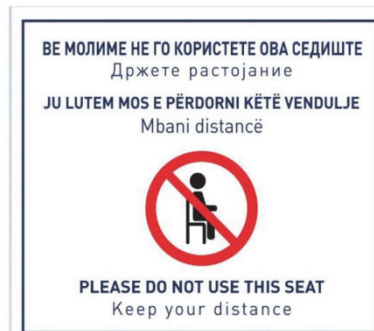 ВЕ МОЛИМЕ НЕ ГО КОРИСТЕТЕ ОВА СЕДИШТЕ
Држете растојание
JU LUTEM MOS E PËRDORNI KËTË VENDULJE
Mbani distancë
PLEASE DO NOT USE THIS SEAT
Keep your distance